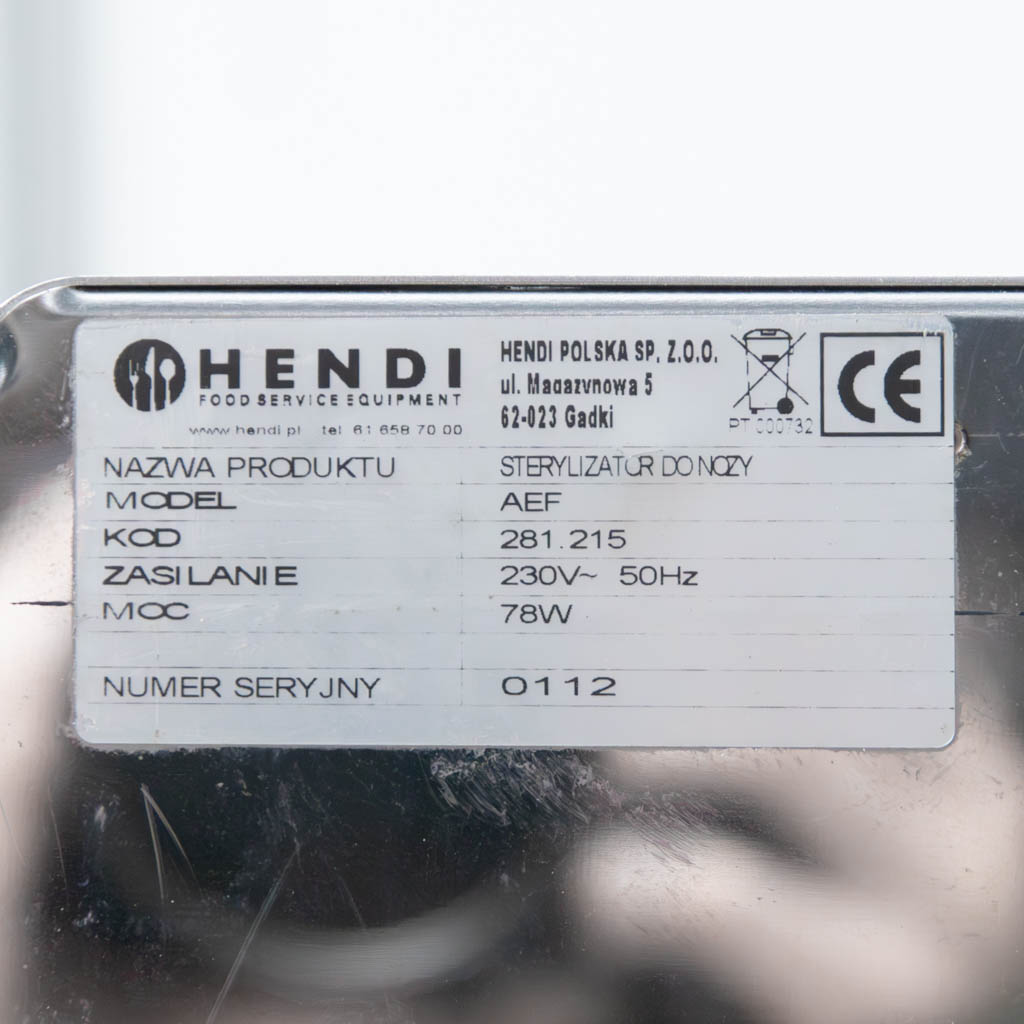 HENDI
FOOD SERVICE EQUIPMENT
www.hendi.pl tel 61 658 70 00
HENDI POLSKA SP. Z.O.O.
ul. Magazynowa 5
62-023 Gadki
PT 000732
CE
NAZWA PRODUKTU STERYLIZATOR DO NOZY
MODEL AEF
KOD 281.215
ZASILANIE 230V~ 50Hz
MOC 78W
NUMER SERYJNY 0112